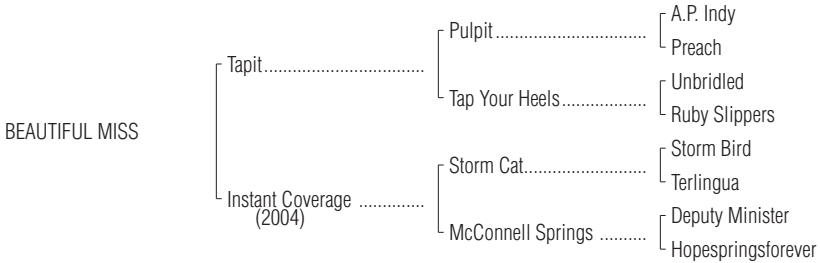 A.P. Indy
Pulpit................................
Preach
Tapit..................................
Unbridled
Tap Your Heels..................
Ruby Slippers
BEAUTIFUL MISS
Storm Bird
Storm Cat..........................
Terlingua
Instant Coverage ..............
(2004)
Deputy Minister
McConnell Springs ..........
Hopespringsforever